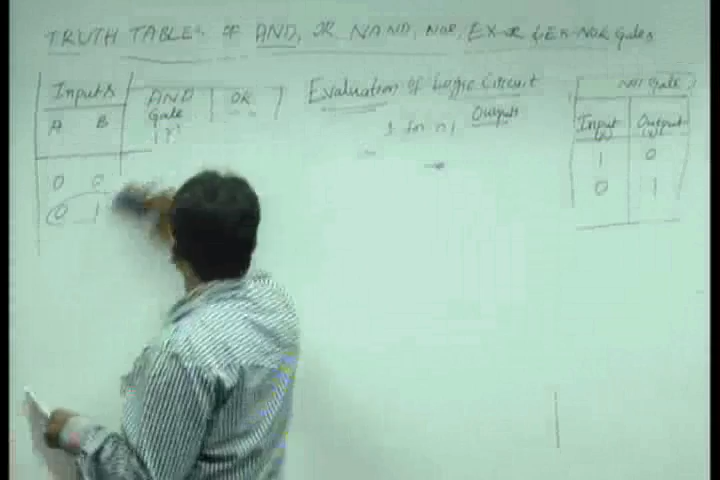 TRUTH TABLES OF AND, OR NAND, NOR, EX-OR & EX-NOR Gates
Inputs
A B
0 0
0 1
AND OR
Gate
Evaluation of Logic Circuit
Outputs
NOT Gate
Input Output
1 0
0 1